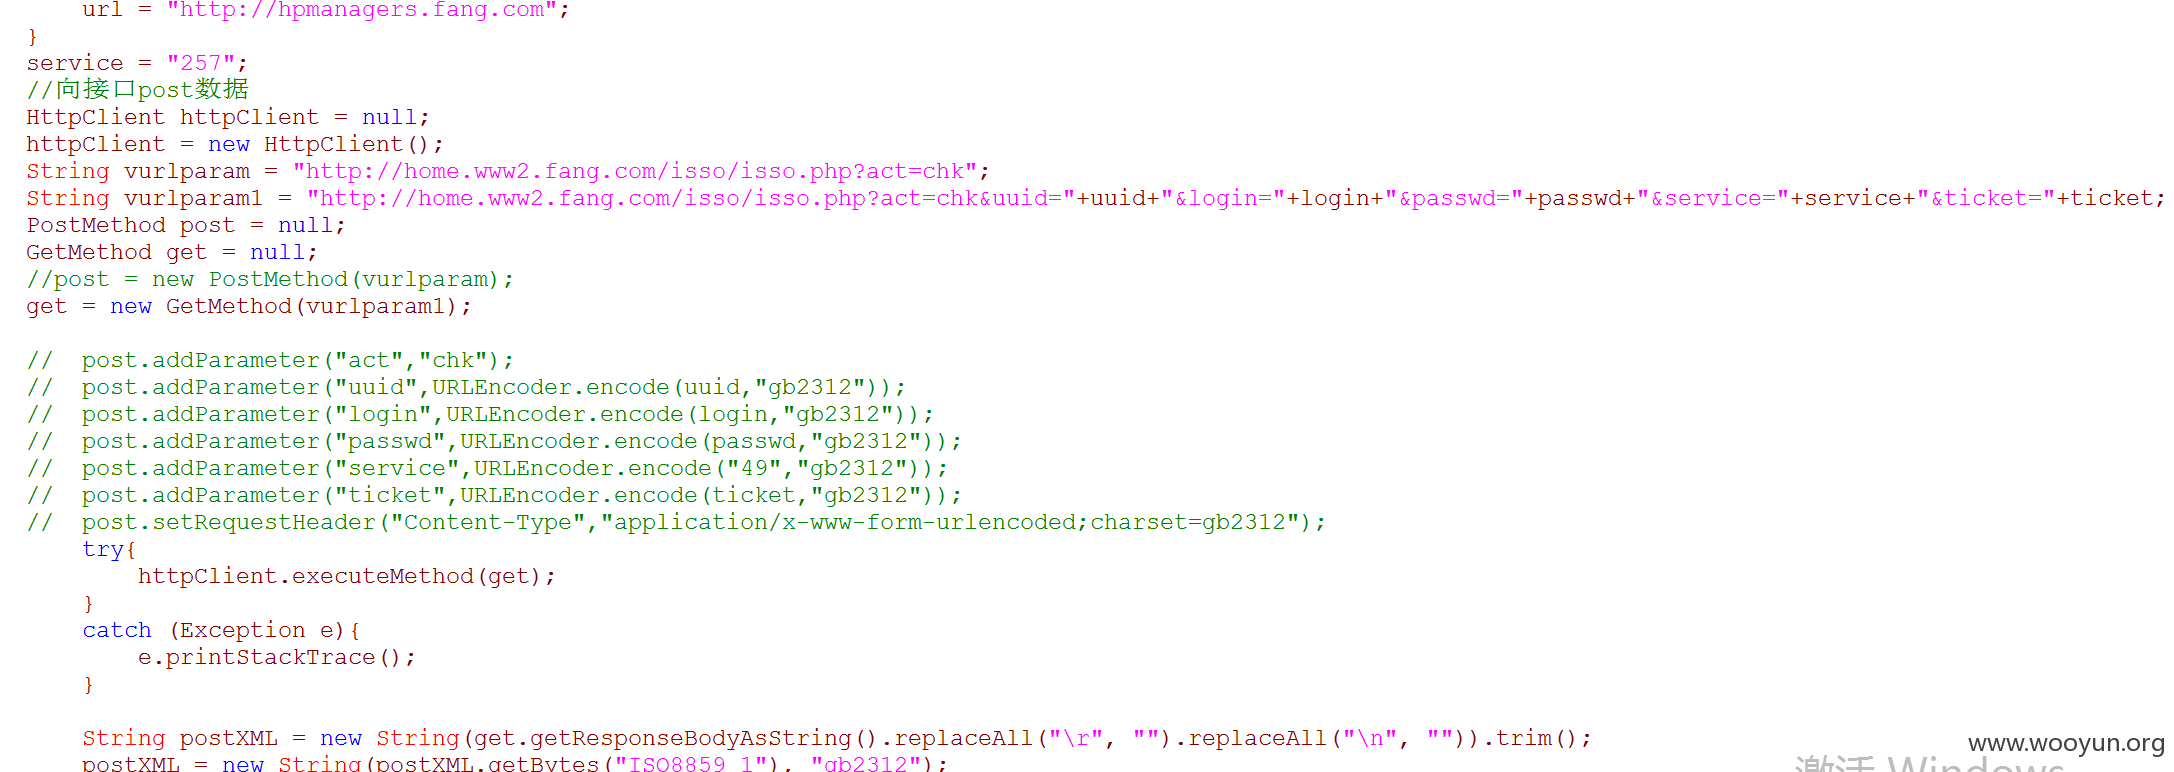 url = "http://hpmanagers.fang.com";
}
service = "257";
//向接口post数据
HttpClient httpClient = null;
httpClient = new HttpClient();
String vurlparam = "http://home.www2.fang.com/isso/isso.php?act=chk";
String vurlparam1 = "http://home.www2.fang.com/isso/isso.php?act=chk&uuid="+uuid+"&login="+login+"&passwd="+passwd+"&service="+service+"&ticket="+ticket;
PostMethod post = null;
GetMethod get = null;
//post = new PostMethod(vurlparam);
get = new GetMethod(vurlparam1);
//  post.addParameter("act","chk");
//  post.addParameter("uuid",URLEncoder.encode(uuid,"gb2312"));
//  post.addParameter("login",URLEncoder.encode(login,"gb2312"));
//  post.addParameter("passwd",URLEncoder.encode(passwd,"gb2312"));
//  post.addParameter("service",URLEncoder.encode("49","gb2312"));
//  post.addParameter("ticket",URLEncoder.encode(ticket,"gb2312"));
//  post.setRequestHeader("Content-Type","application/x-www-form-urlencoded;charset=gb2312");
try{
httpClient.executeMethod(get);
}
catch (Exception e){
e.printStackTrace();
}
String postXML = new String(get.getResponseBodyAsString().replaceAll("\r", "").replaceAll("\n", "")).trim();
postXML = new String(postXML.getBytes("ISO8859_1"), "gb2312");
www.wooyun.org
激活 Windows